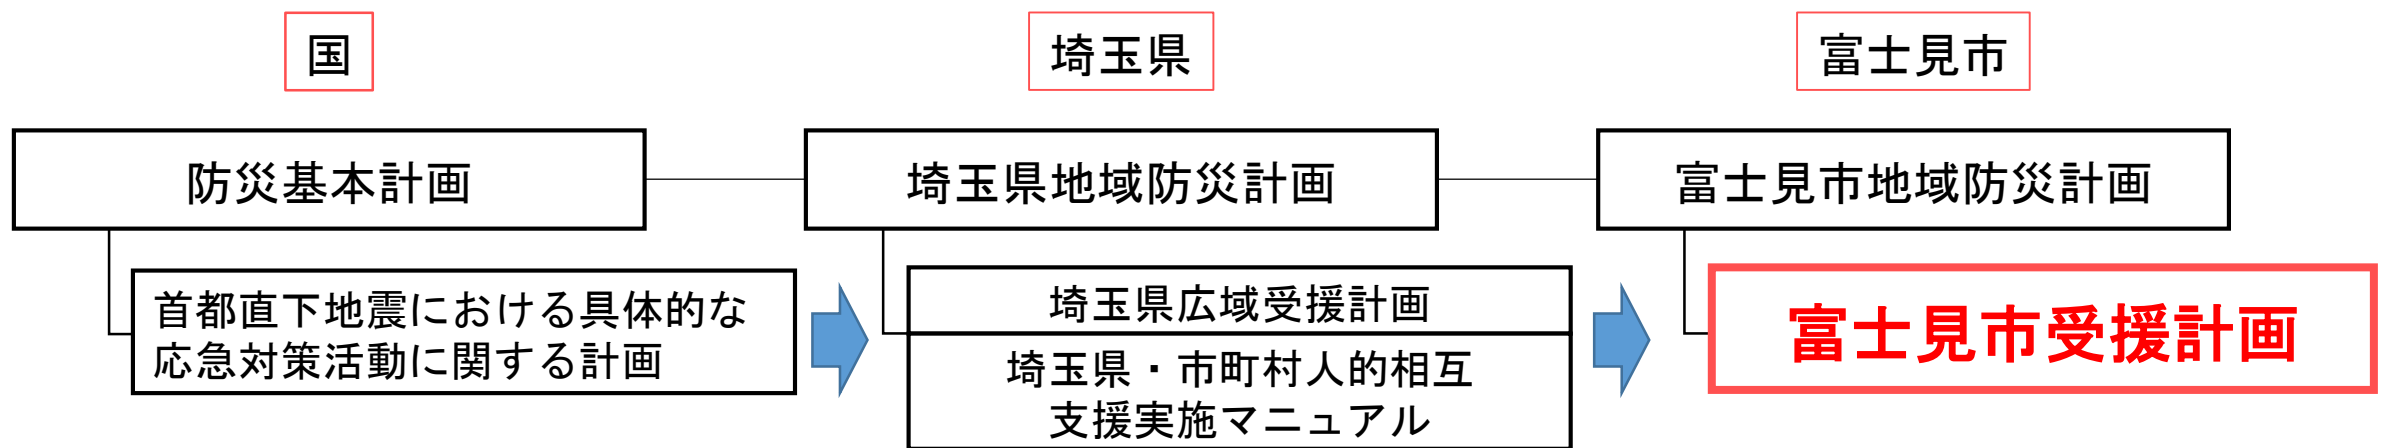 国
埼玉県
富士見市
防災基本計画
埼玉県地域防災計画
富士見市地域防災計画
首都直下地震における具体的な
応急対策活動に関する計画
埼玉県広域受援計画
埼玉県・市町村人的相互
支援実施マニュアル
富士見市受援計画